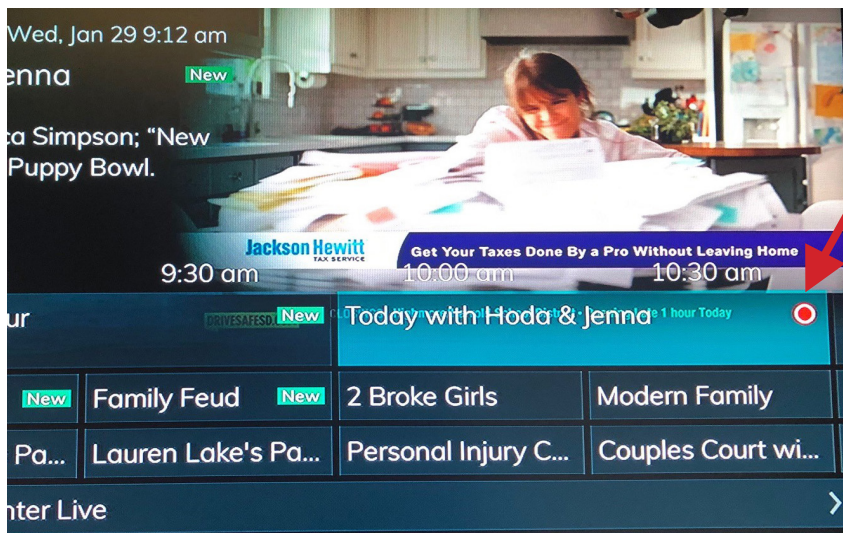 Wed, Jan 29 9:12 am
enna New
ca Simpson; “New
Puppy Bowl.
Jackson Hewitt
TAX SERVICE
Get Your Taxes Done By a Pro Without Leaving Home
9:30 am 10:00 am 10:30 am
ur New Today with Hoda & Jenna
DRIVESAFESD. 1 hour Today
New Family Feud New 2 Broke Girls Modern Family
Pa... Lauren Lake's Pa... Personal Injury C... Couples Court wi...
nter Live